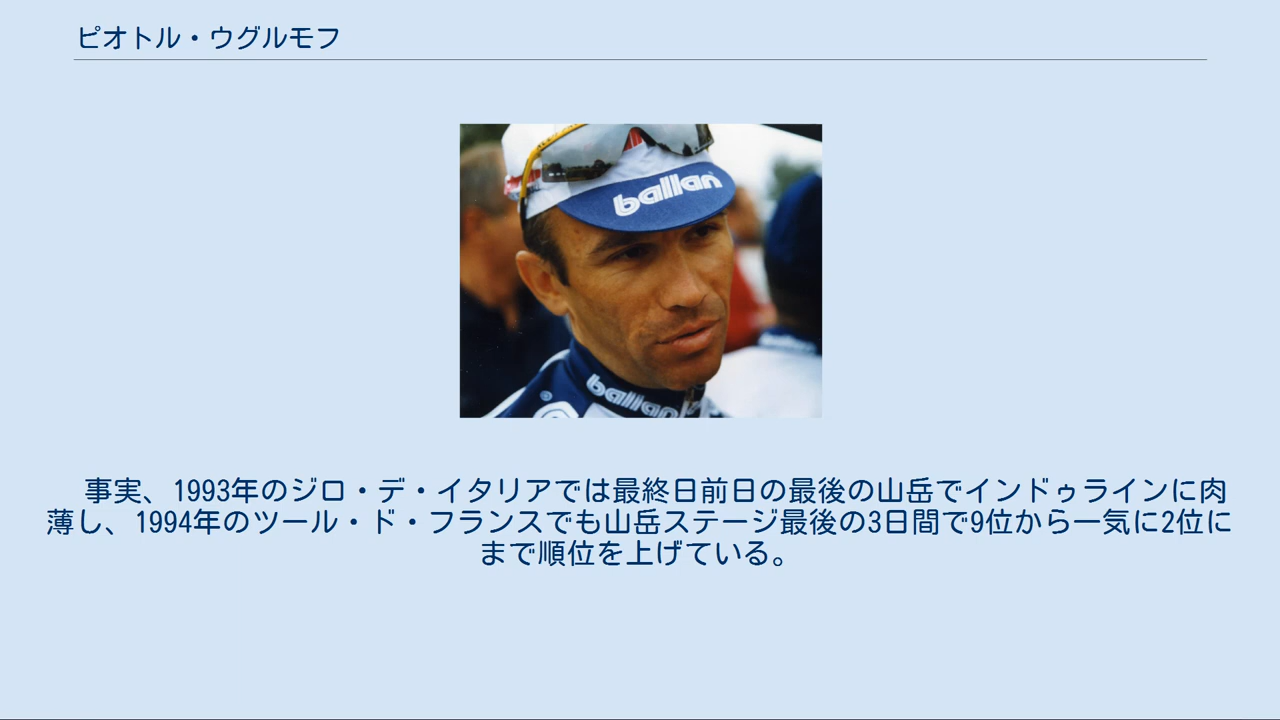 ピオトル・ウグルモフ
ballan
ballan
事実、1993年のジロ・デ・イタリアでは最終日前日の最後の山岳でインドゥラインに肉
薄し、1994年のツール・ド・フランスでも山岳ステージ最後の3日間で9位から一気に2位に
まで順位を上げている。